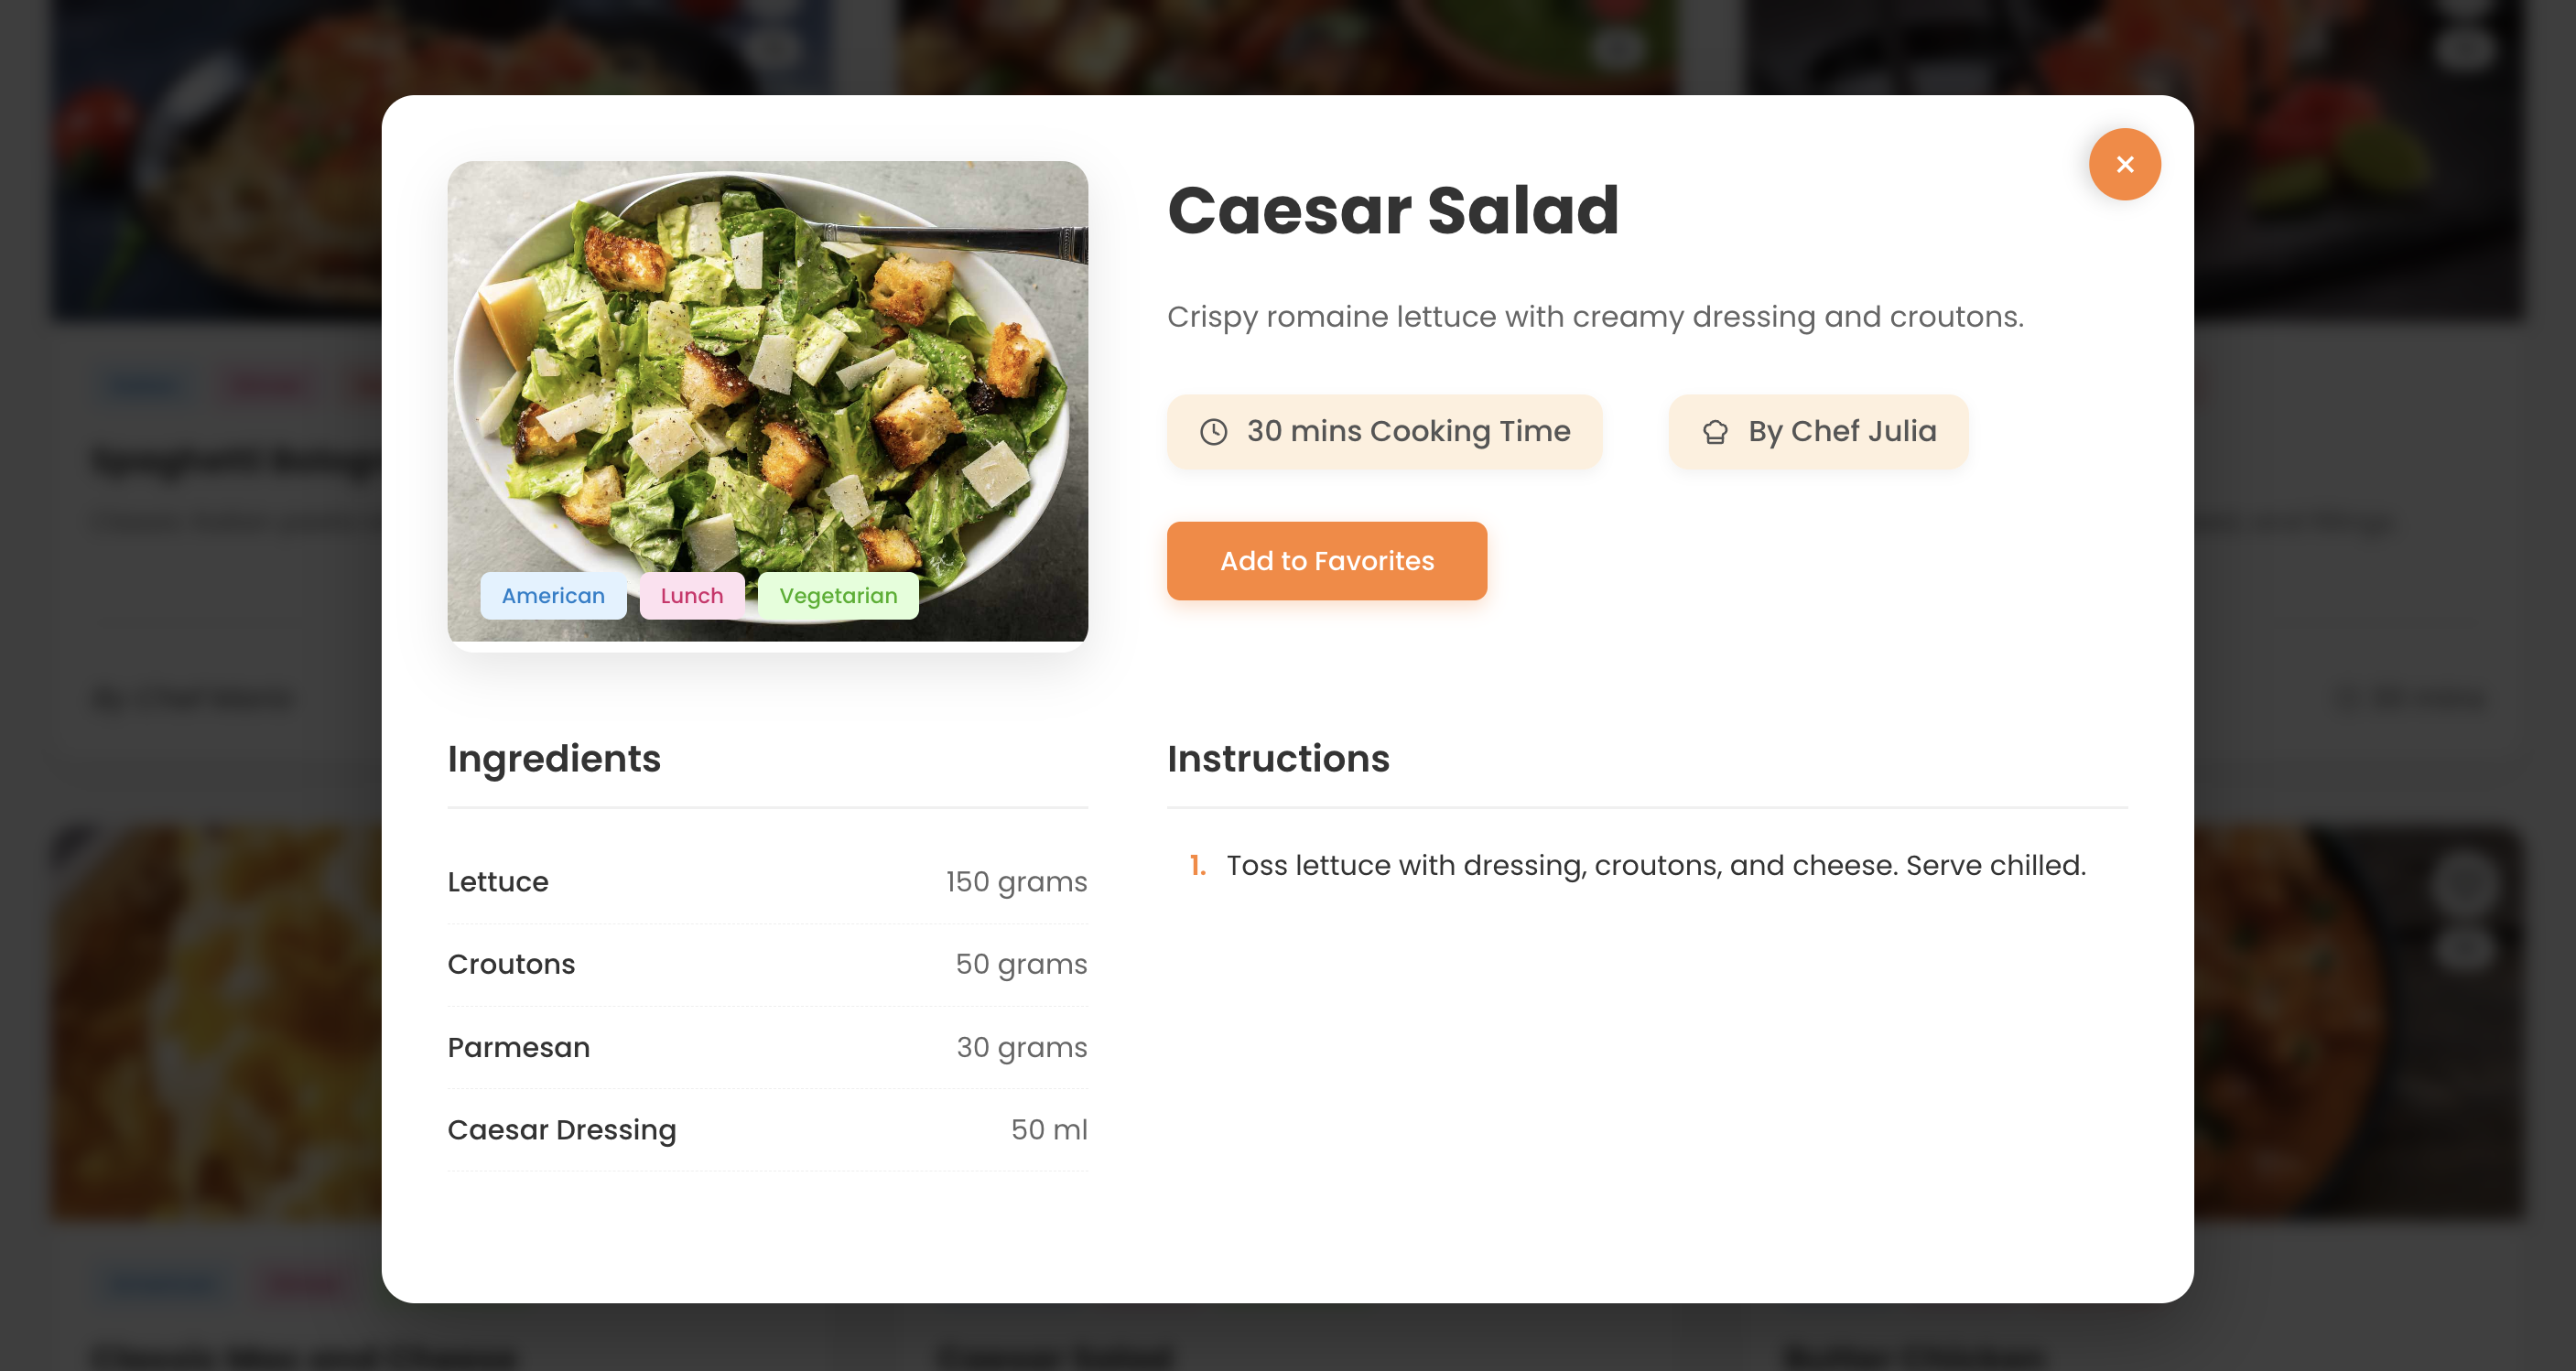 Caesar Salad
Crispy romaine lettuce with creamy dressing and croutons.
30 mins Cooking Time
By Chef Julia
Add to Favorites
American
Lunch
Vegetarian
Ingredients
Lettuce 150 grams
Croutons 50 grams
Parmesan 30 grams
Caesar Dressing 50 ml
Instructions
1. Toss lettuce with dressing, croutons, and cheese. Serve chilled.